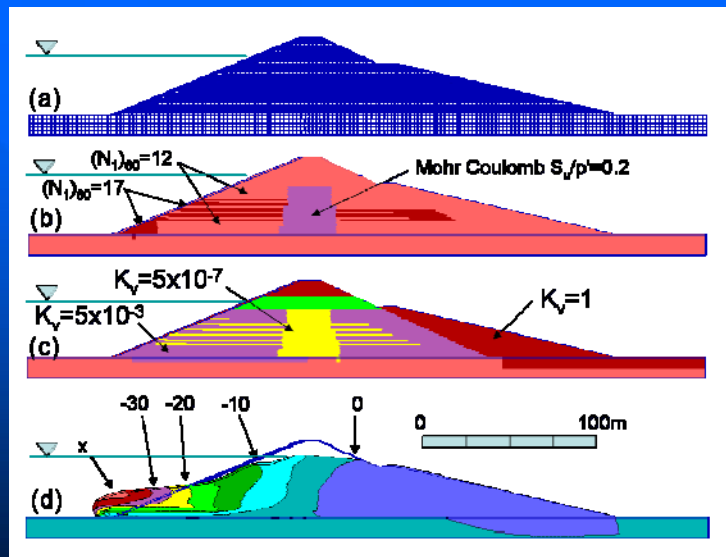 (a)
(N₁)₆₀=12
(N₁)₆₀=17
Mohr Coulomb Sᵤ/p'=0.2
(b)
Kᵥ=5x10⁻⁷
Kᵥ=5x10⁻³
Kᵥ=1
(c)
x
-30
-20
-10
0
0 100m
(d)